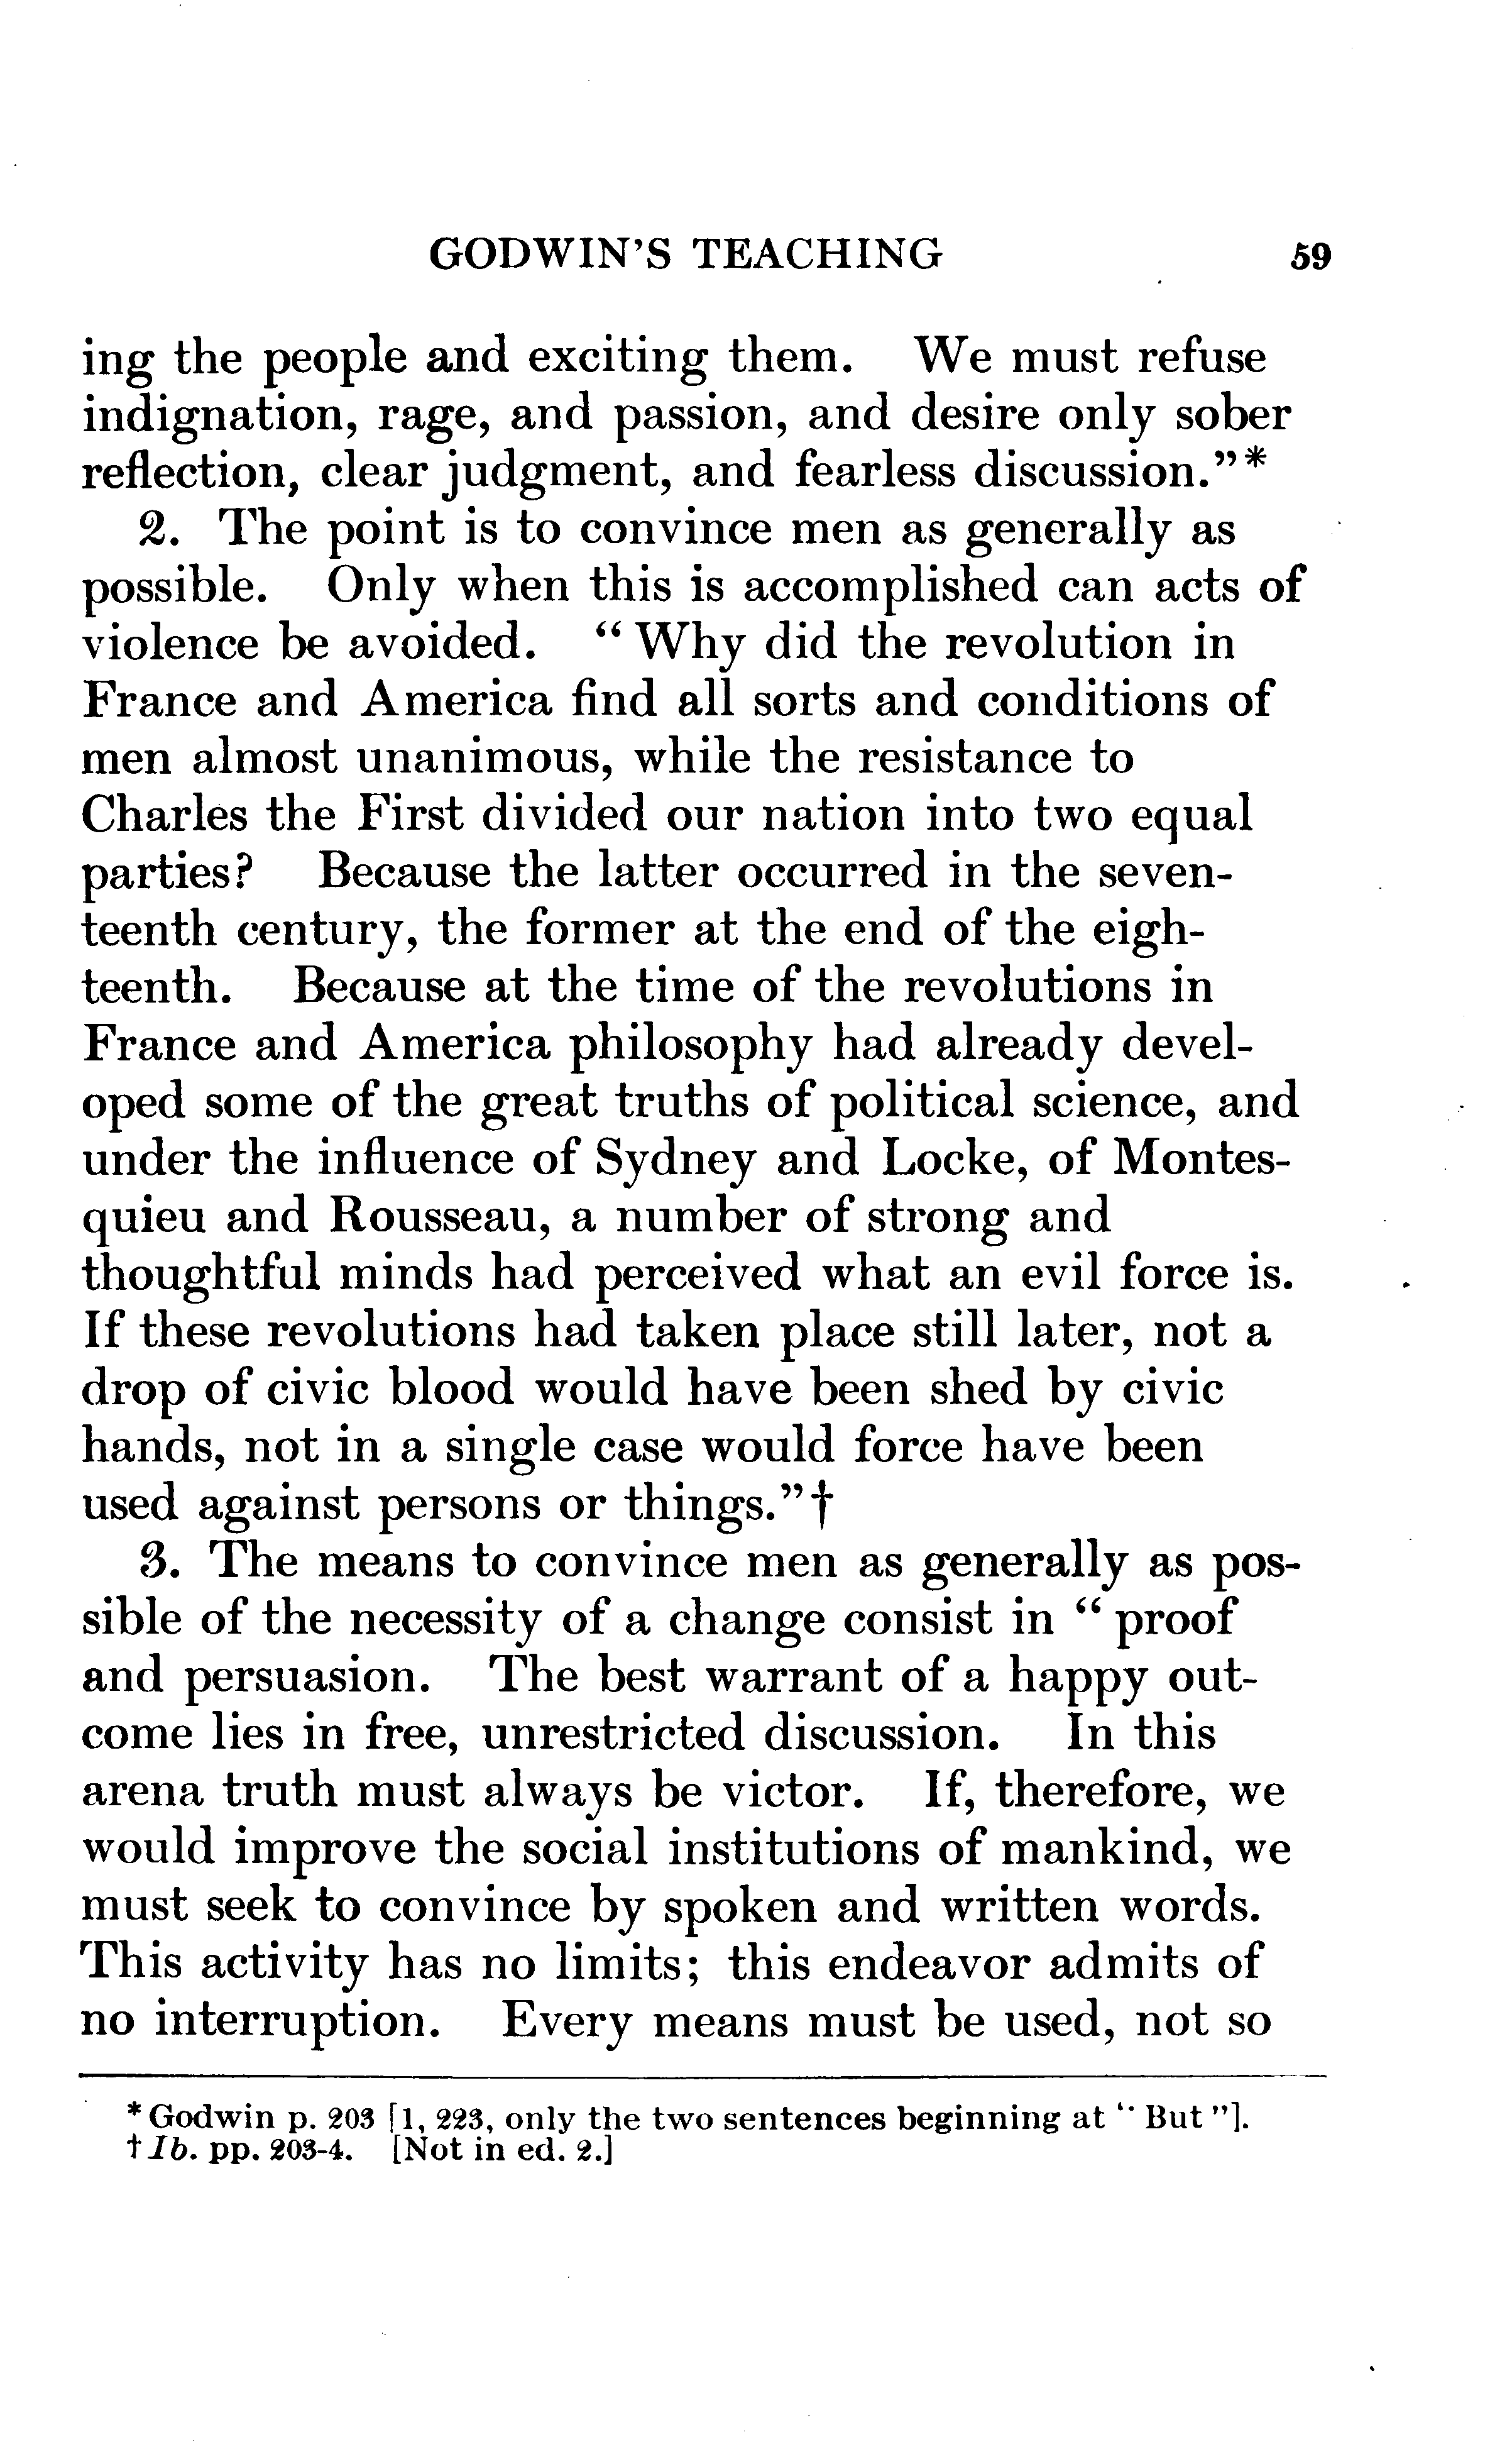 GODWIN'S TEACHING 59
ing the people and exciting them. We must refuse
indignation, rage, and passion, and desire only sober
reflection, clear judgment, and fearless discussion."*
2. The point is to convince men as generally as
possible. Only when this is accomplished can acts of
violence be avoided. "Why did the revolution in
France and America find all sorts and conditions of
men almost unanimous, while the resistance to
Charles the First divided our nation into two equal
parties? Because the latter occurred in the seven-
teenth century, the former at the end of the eigh-
teenth. Because at the time of the revolutions in
France and America philosophy had already devel-
oped some of the great truths of political science, and
under the influence of Sydney and Locke, of Montes-
quieu and Rousseau, a number of strong and
thoughtful minds had perceived what an evil force is.
If these revolutions had taken place still later, not a
drop of civic blood would have been shed by civic
hands, not in a single case would force have been
used against persons or things."†
3. The means to convince men as generally as pos-
sible of the necessity of a change consist in "proof
and persuasion. The best warrant of a happy out-
come lies in free, unrestricted discussion. In this
arena truth must always be victor. If, therefore, we
would improve the social institutions of mankind, we
must seek to convince by spoken and written words.
This activity has no limits; this endeavor admits of
no interruption. Every means must be used, not so
* Godwin p. 203 [1, 223, only the two sentences beginning at "But"].
† Ib. pp. 203-4. [Not in ed. 2.]